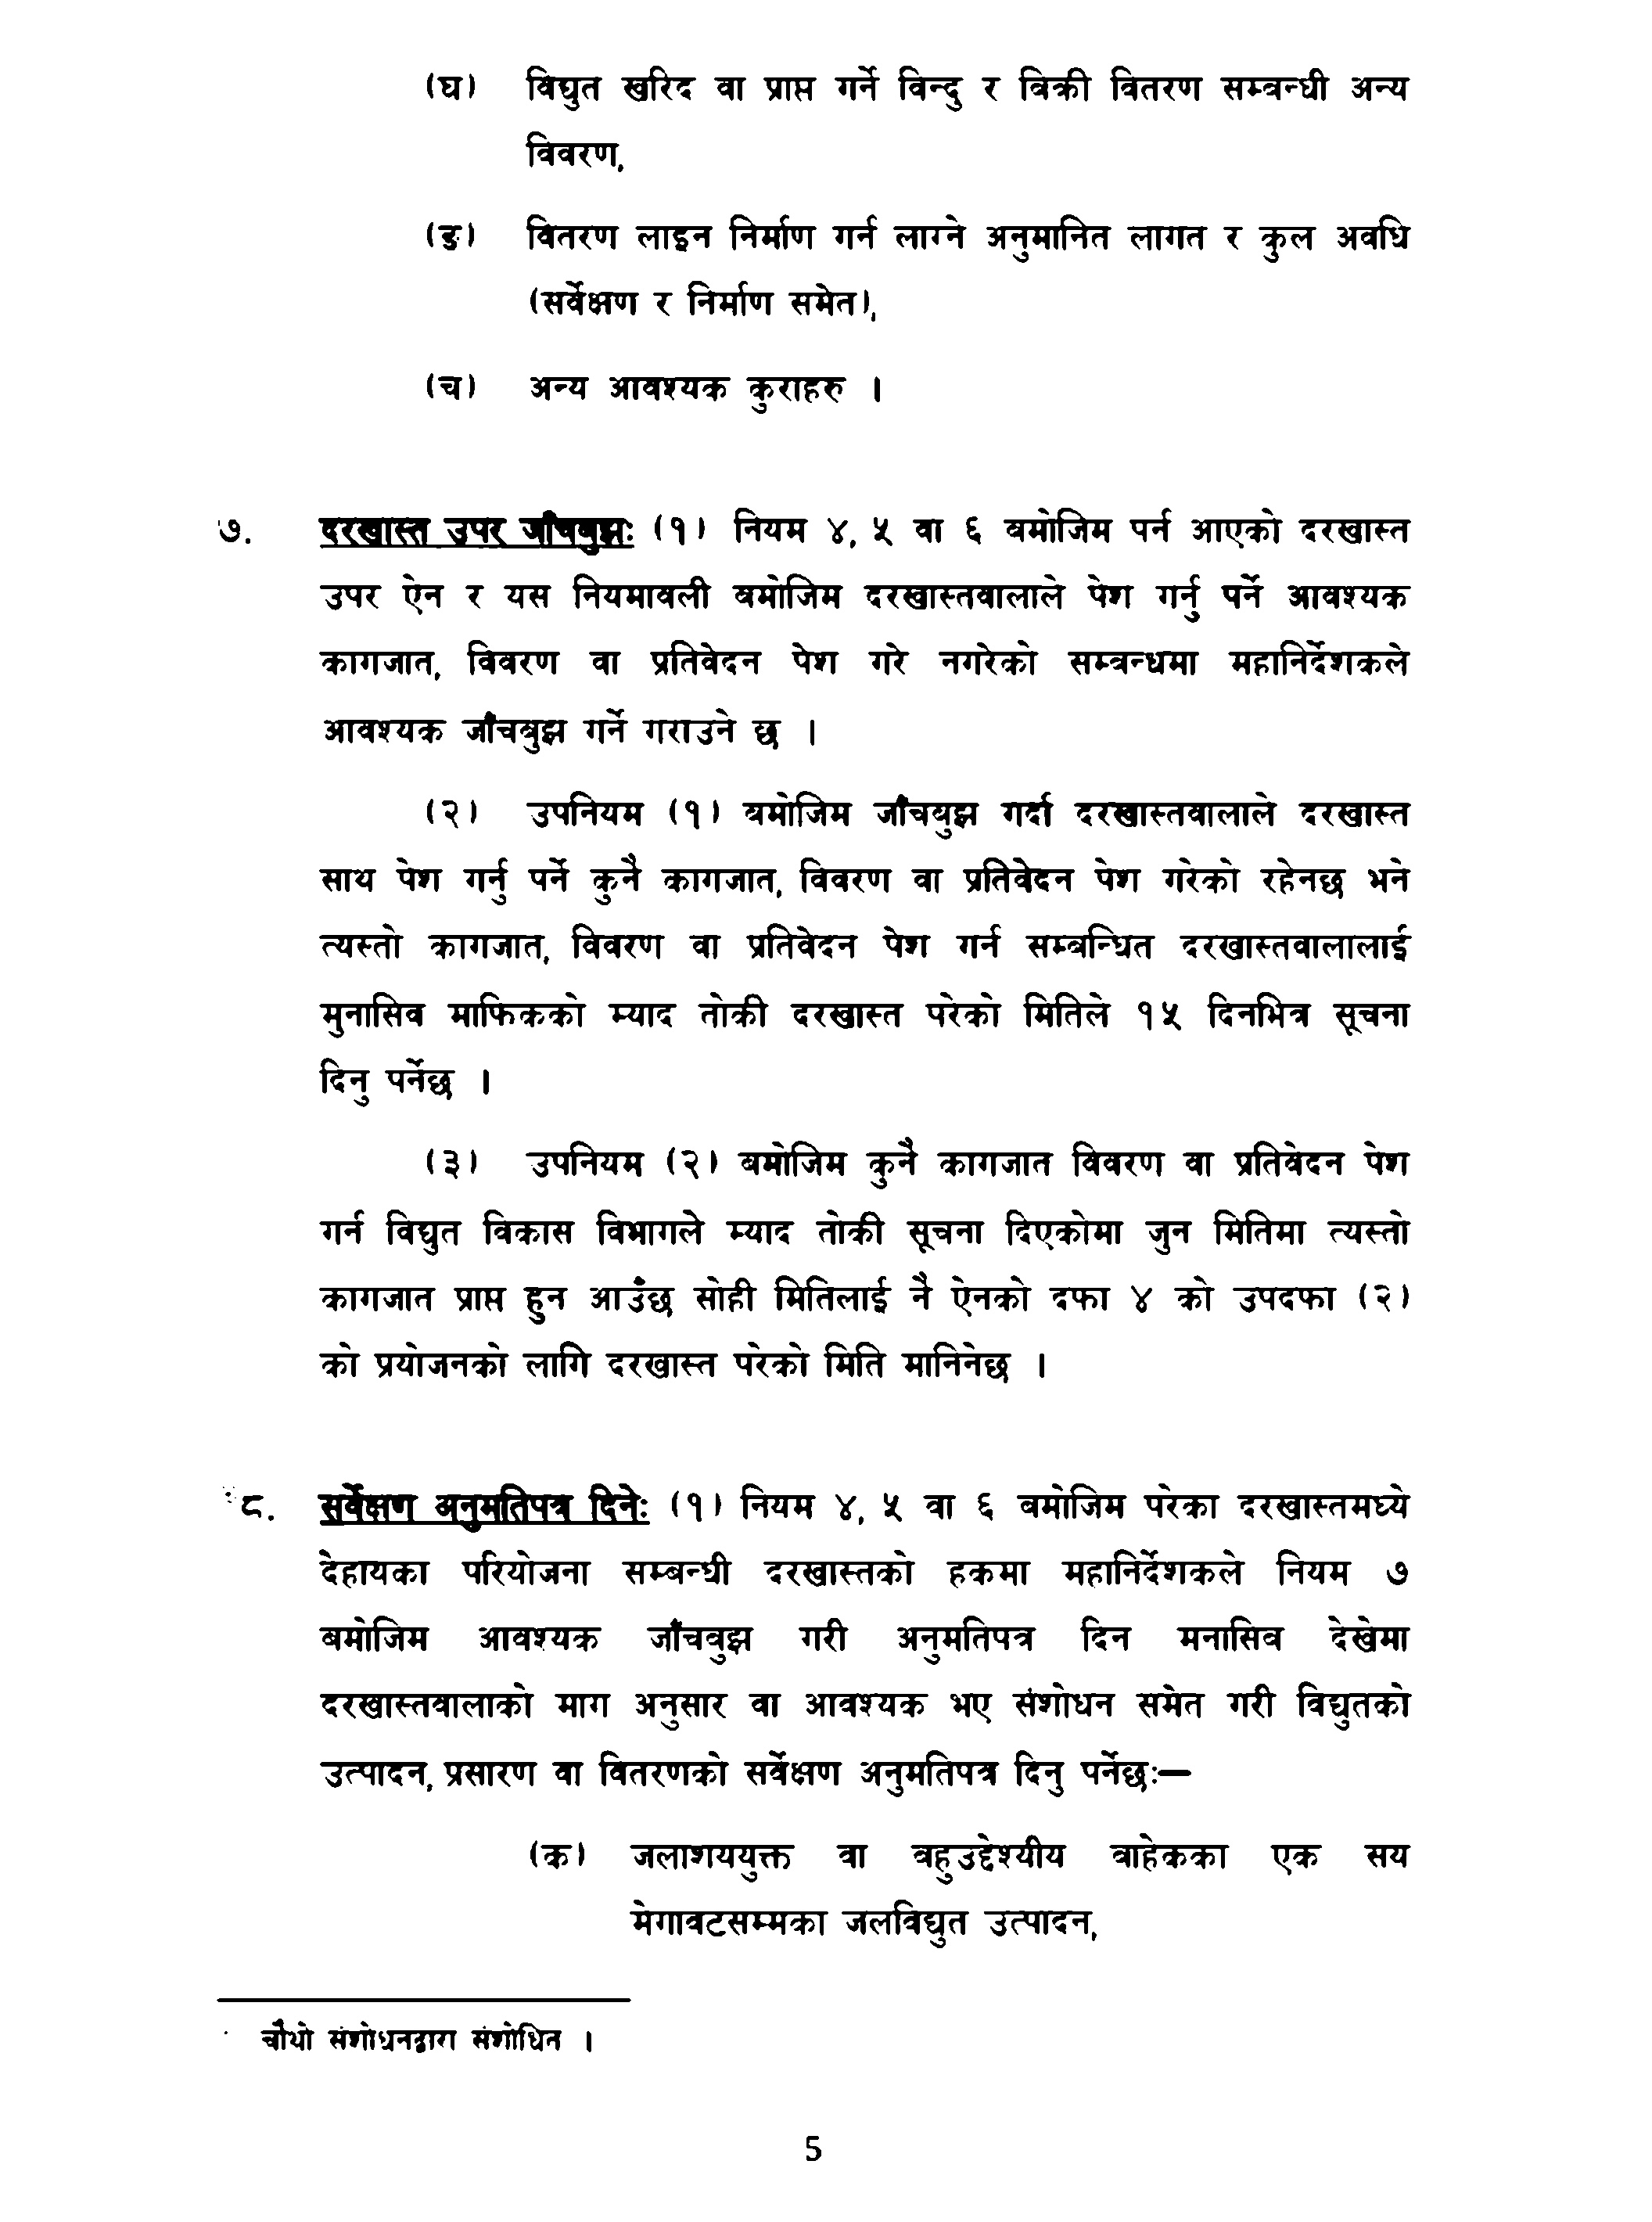 (घ) विद्युत खरिद वा प्राप्त गर्ने विन्दु र बिक्री वितरण सम्बन्धी अन्य
विवरण,
(ङ) वितरण लाइन निर्माण गर्न लाग्ने अनुमानित लागत र कुल अवधि
(सर्वेक्षण र निर्माण समेत),
(च) अन्य आवश्यक कुराहरु ।
७. दरखास्त उपर जाँचबुझः (१) नियम ४, ५ वा ६ बमोजिम पर्न आएको दरखास्त
उपर ऐन र यस नियमावली बमोजिम दरखास्तवालाले पेश गर्नु पर्ने आवश्यक
कागजात, विवरण वा प्रतिवेदन पेश गरे नगरेको सम्बन्धमा महानिर्देशकले
आवश्यक जाँचबुझ गर्ने गराउने छ ।
(२) उपनियम (१) बमोजिम जाँचबुझ गर्दा दरखास्तवालाले दरखास्त
साथ पेश गर्नु पर्ने कुनै कागजात, विवरण वा प्रतिवेदन पेश गरेको रहेनछ भने
त्यस्तो कागजात, विवरण वा प्रतिवेदन पेश गर्न सम्बन्धित दरखास्तवालालाई
मुनासिव माफिकको म्याद तोकी दरखास्त परेको मितिले १५ दिनभित्र सूचना
दिनु पर्नेछ ।
(३) उपनियम (२) बमोजिम कुनै कागजात विवरण वा प्रतिवेदन पेश
गर्न विद्युत विकास विभागले म्याद तोकी सूचना दिएकोमा जुन मितिमा त्यस्तो
कागजात प्राप्त हुन आउँछ सोही मितिलाई नै ऐनको दफा ४ को उपदफा (२)
को प्रयोजनको लागि दरखास्त परेको मिति मानिनेछ ।
८. सर्वेक्षण अनुमतिपत्र दिनेः (१) नियम ४, ५ वा ६ बमोजिम परेका दरखास्तमध्ये
देहायका परियोजना सम्बन्धी दरखास्तको हकमा महानिर्देशकले नियम ७
बमोजिम आवश्यक जाँचबुझ गरी अनुमतिपत्र दिन मनासिव देखेमा
दरखास्तवालाको माग अनुसार वा आवश्यक भए संशोधन समेत गरी विद्युतको
उत्पादन, प्रसारण वा वितरणको सर्वेक्षण अनुमतिपत्र दिनु पर्नेछः—
(क) जलाशययुक्त वा बहुउद्देश्यीय बाहेकका एक सय
मेगावटसम्मका जलविद्युत उत्पादन,
चौथो संशोधनद्वारा संशोधित ।
5